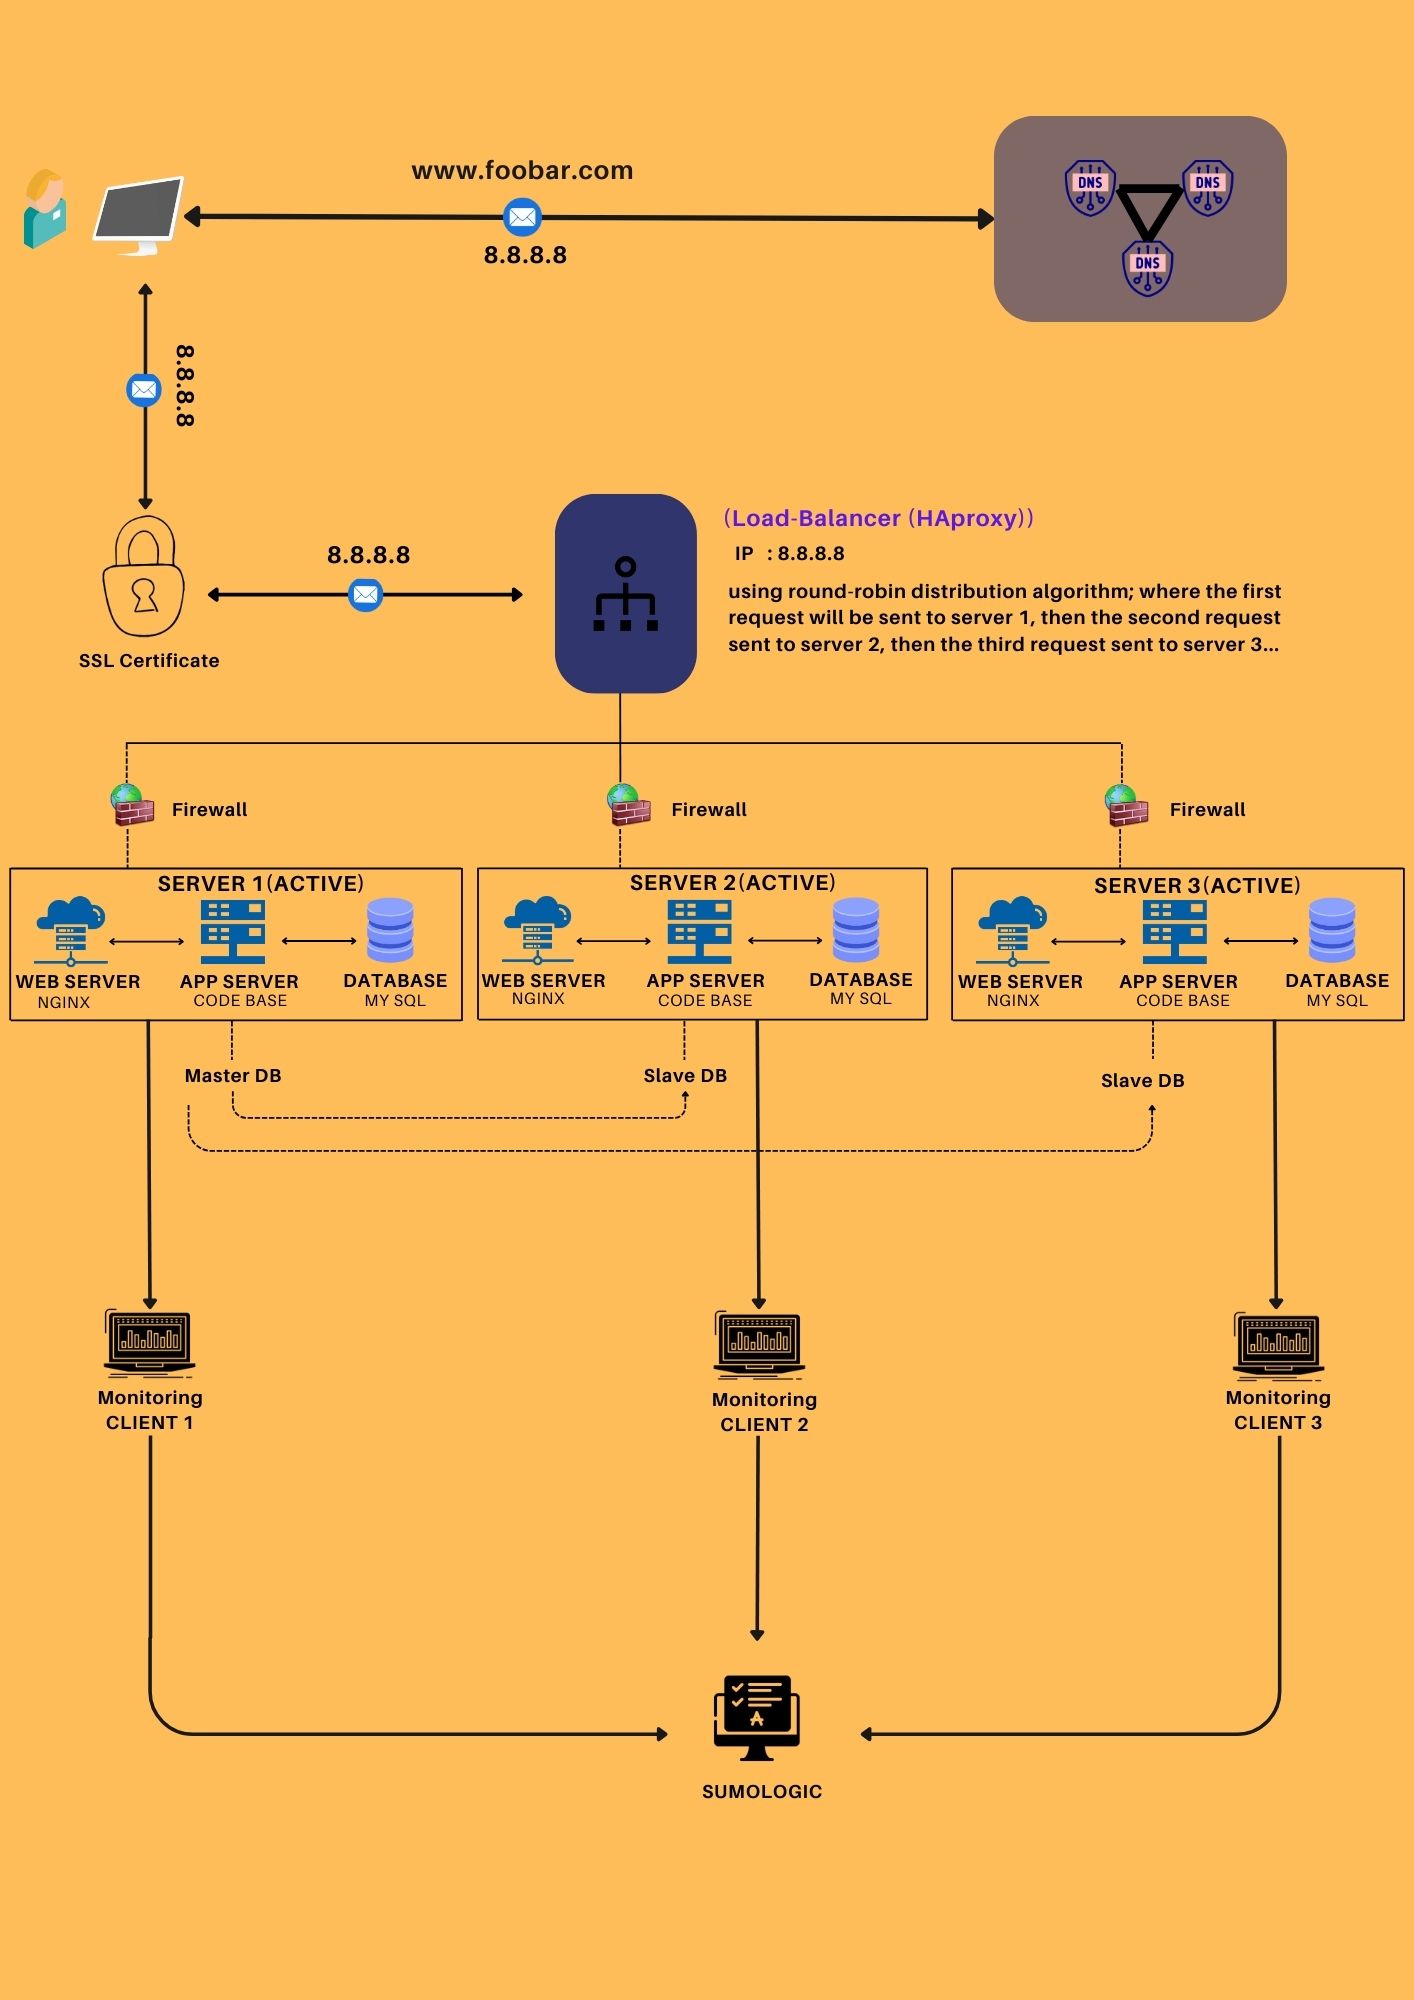 www.foobar.com
8.8.8.8
DNS
DNS
DNS
8.8.8.8
8.8.8.8
SSL Certificate
(Load-Balancer (HAproxy))
IP : 8.8.8.8
using round-robin distribution algorithm; where the first
request will be sent to server 1, then the second request
sent to server 2, then the third request sent to server 3...
Firewall
Firewall
Firewall
SERVER 1(ACTIVE)
WEB SERVER
NGINX
APP SERVER
CODE BASE
DATABASE
MY SQL
SERVER 2(ACTIVE)
WEB SERVER
NGINX
APP SERVER
CODE BASE
DATABASE
MY SQL
SERVER 3(ACTIVE)
WEB SERVER
NGINX
APP SERVER
CODE BASE
DATABASE
MY SQL
Master DB
Slave DB
Slave DB
Monitoring
CLIENT 1
Monitoring
CLIENT 2
Monitoring
CLIENT 3
SUMOLOGIC